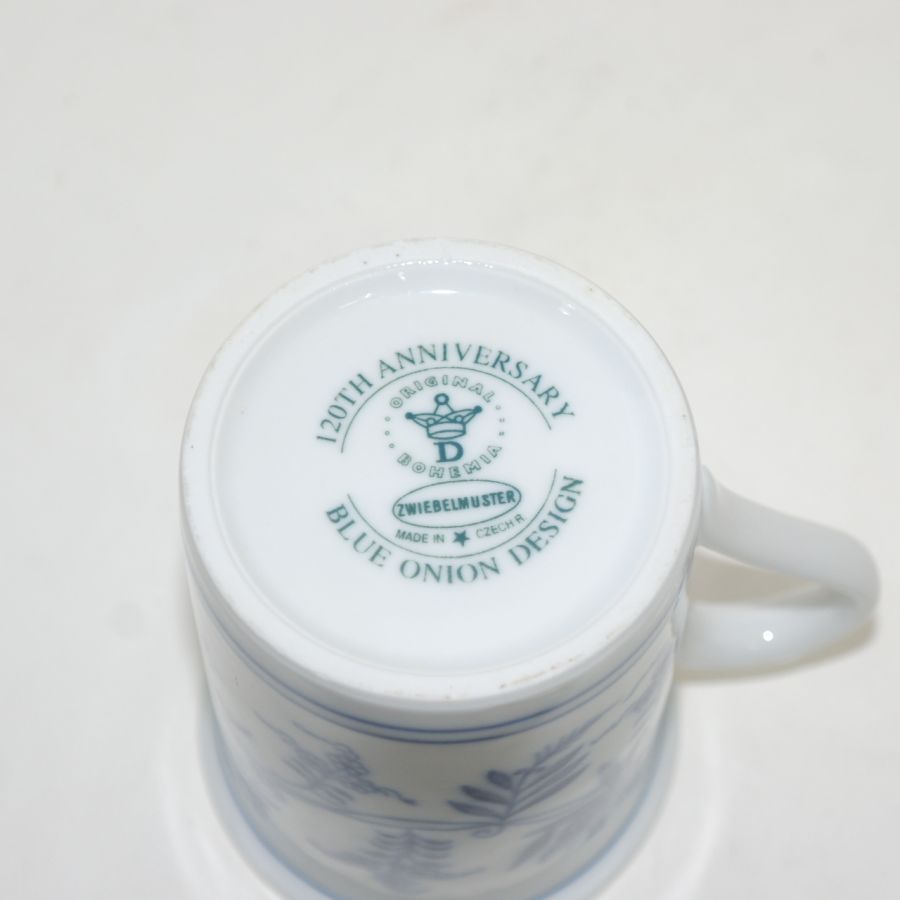 120TH ANNIVERSARY
ORIGINAL
D
BOHEMIA
ZWIEBELMUSTER
MADE IN CZECH R
BLUE ONION DESIGN